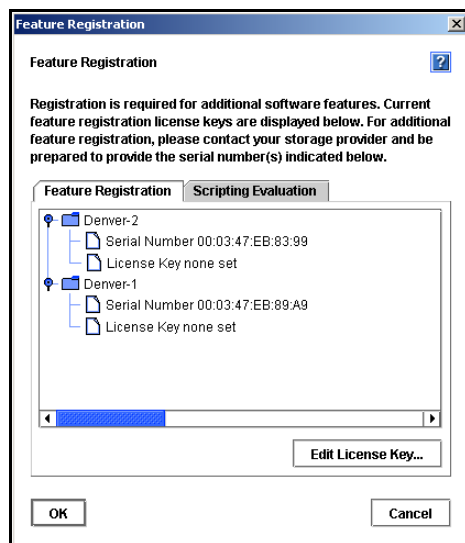 Feature Registration
Feature Registration
?
Registration is required for additional software features. Current
feature registration license keys are displayed below. For additional
feature registration, please contact your storage provider and be
prepared to provide the serial number(s) indicated below.
Feature Registration Scripting Evaluation
Denver-2
Serial Number 00:03:47:EB:83:99
License Key none set
Denver-1
Serial Number 00:03:47:EB:89:A9
License Key none set
Edit License Key...
OK Cancel